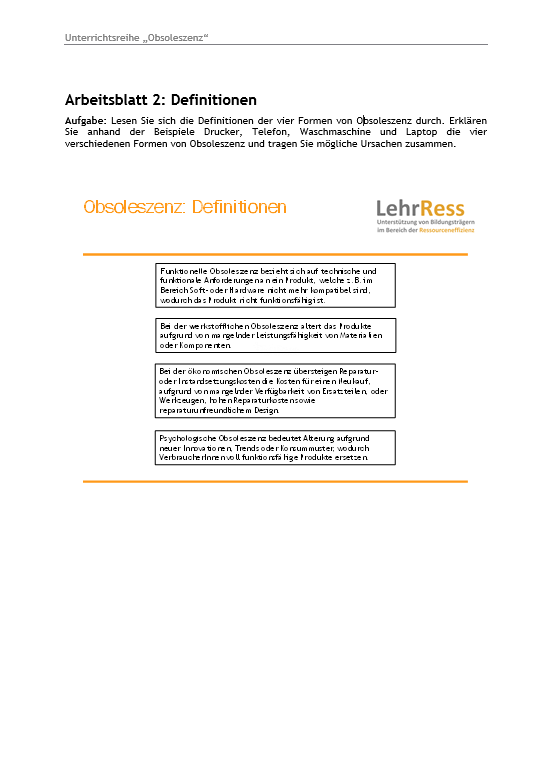 Unterrichtsreihe „Obsoleszenz“
Arbeitsblatt 2: Definitionen
Aufgabe: Lesen Sie sich die Definitionen der vier Formen von Obsoleszenz durch. Erklären
Sie anhand der Beispiele Drucker, Telefon, Waschmaschine und Laptop die vier
verschiedenen Formen von Obsoleszenz und tragen Sie mögliche Ursachen zusammen.
Obsoleszenz: Definitionen
LehrRess
Unterstützung von Bildungsträgern
im Bereich der Ressourceneffizienz
Funktionelle Obsoleszenz bezieht sich auf technische und
funktionale Anforderungen an ein Produkt, welche z. B. im
Bereich Soft- oder Hardware nicht mehr kompatibel sind,
wodurch das Produkt nicht funktionsfähig ist.
Bei der werkstofflichen Obsoleszenz altert das Produkte
aufgrund von mangelnder Leistungsfähigkeit von Materialien
oder Komponenten.
Bei der ökonomischen Obsoleszenz übersteigen Reparatur-
oder Instandsetzungskosten die Kosten für einen Neukauf,
aufgrund von mangelnder Verfügbarkeit von Ersatzteilen, oder
Werkzeugen, hohen Reparaturkosten sowie
reparaturunfreundlichem Design.
Psychologische Obsoleszenz bedeutet Alterung aufgrund
neuer Innovationen, Trends oder Konsummuster, wodurch
VerbraucherInnen voll funktionsfähige Produkte ersetzen.